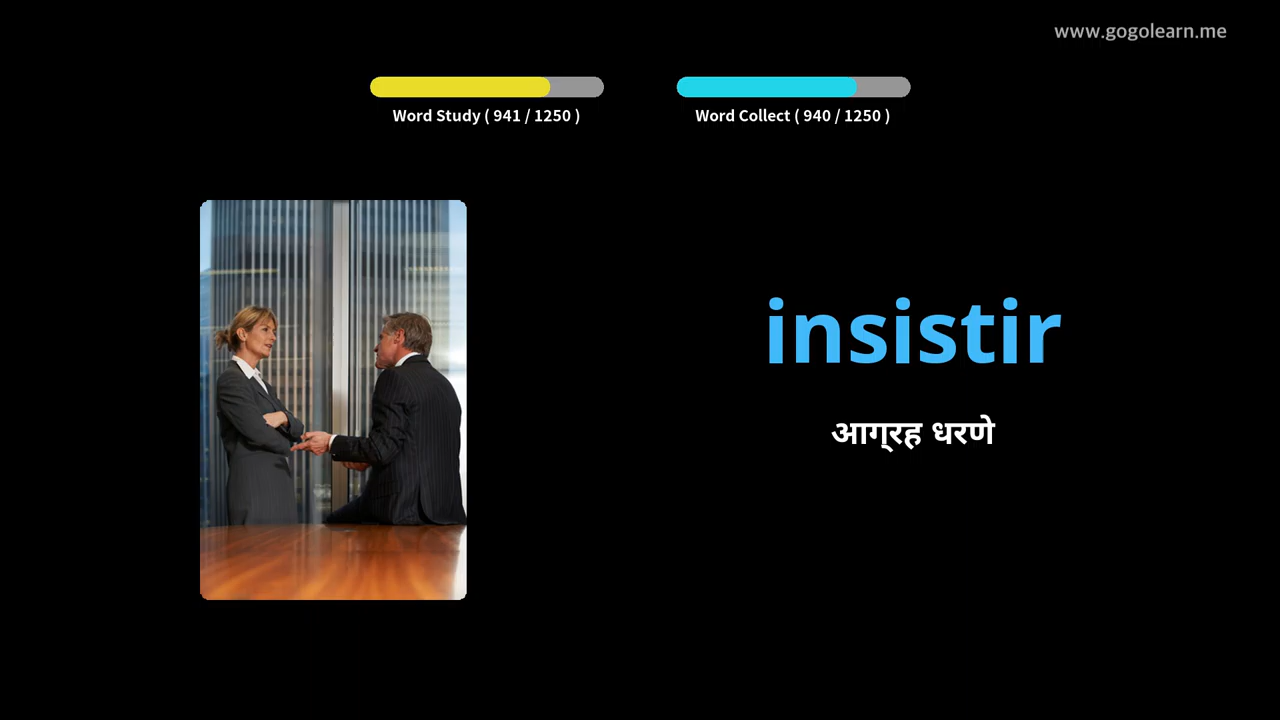 www.gogolearn.me
Word Study ( 941 / 1250 )
Word Collect ( 940 / 1250 )
insistir
आग्रह धरणे